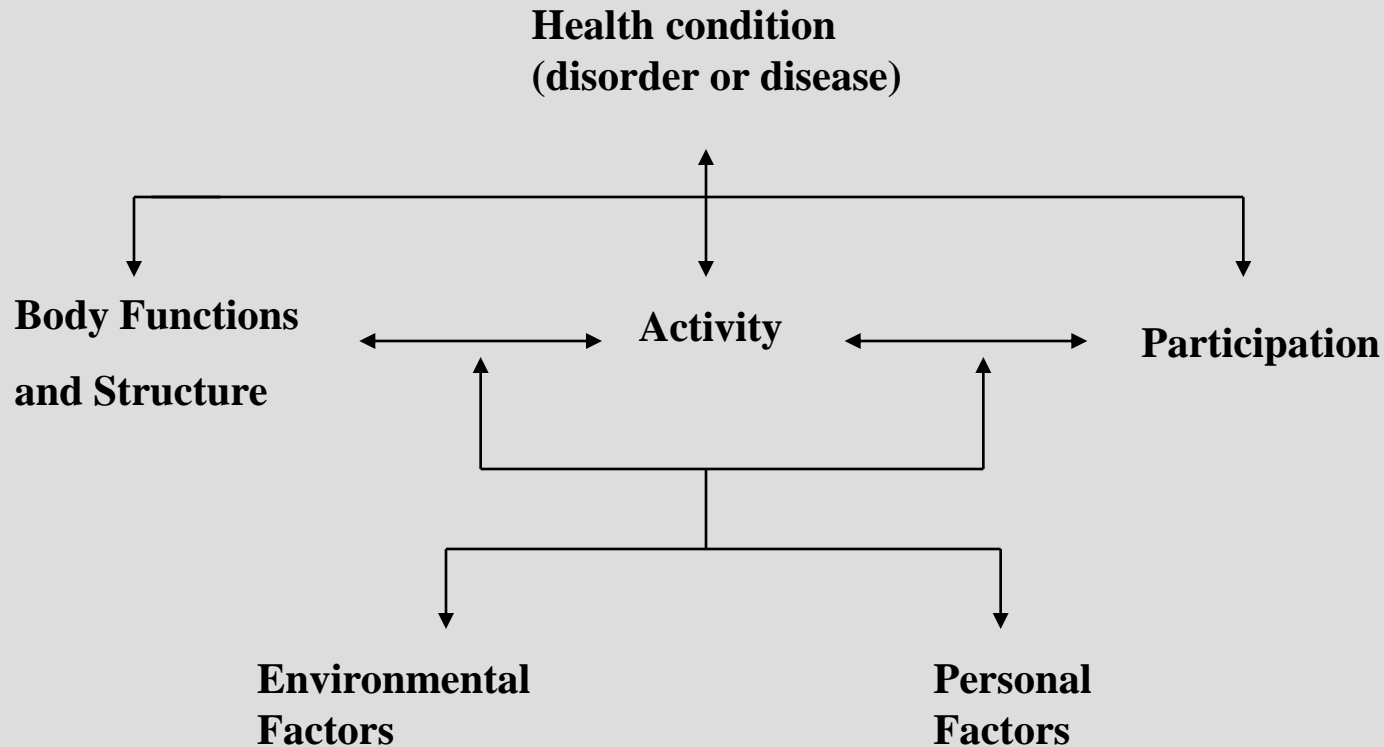 Health condition
(disorder or disease)
Body Functions
and Structure
Activity
Participation
Environmental
Factors
Personal
Factors